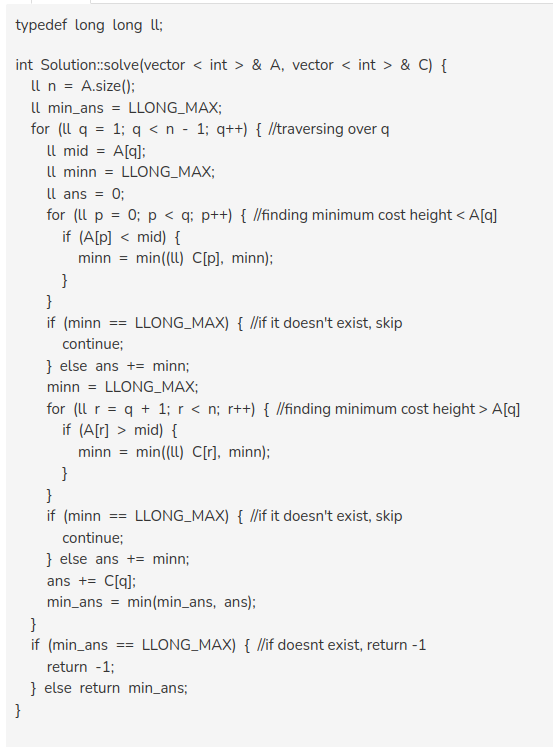 typedef long long ll;
int Solution::solve(vector < int > & A, vector < int > & C) {
ll n = A.size();
ll min_ans = LLONG_MAX;
for (ll q = 1; q < n - 1; q++) { //traversing over q
ll mid = A[q];
ll minn = LLONG_MAX;
ll ans = 0;
for (ll p = 0; p < q; p++) { //finding minimum cost height < A[q]
if (A[p] < mid) {
minn = min((ll) C[p], minn);
}
}
if (minn == LLONG_MAX) { //if it doesn't exist, skip
continue;
} else ans += minn;
minn = LLONG_MAX;
for (ll r = q + 1; r < n; r++) { //finding minimum cost height > A[q]
if (A[r] > mid) {
minn = min((ll) C[r], minn);
}
}
if (minn == LLONG_MAX) { //if it doesn't exist, skip
continue;
} else ans += minn;
ans += C[q];
min_ans = min(min_ans, ans);
}
if (min_ans == LLONG_MAX) { //if doesnt exist, return -1
return -1;
} else return min_ans;
}